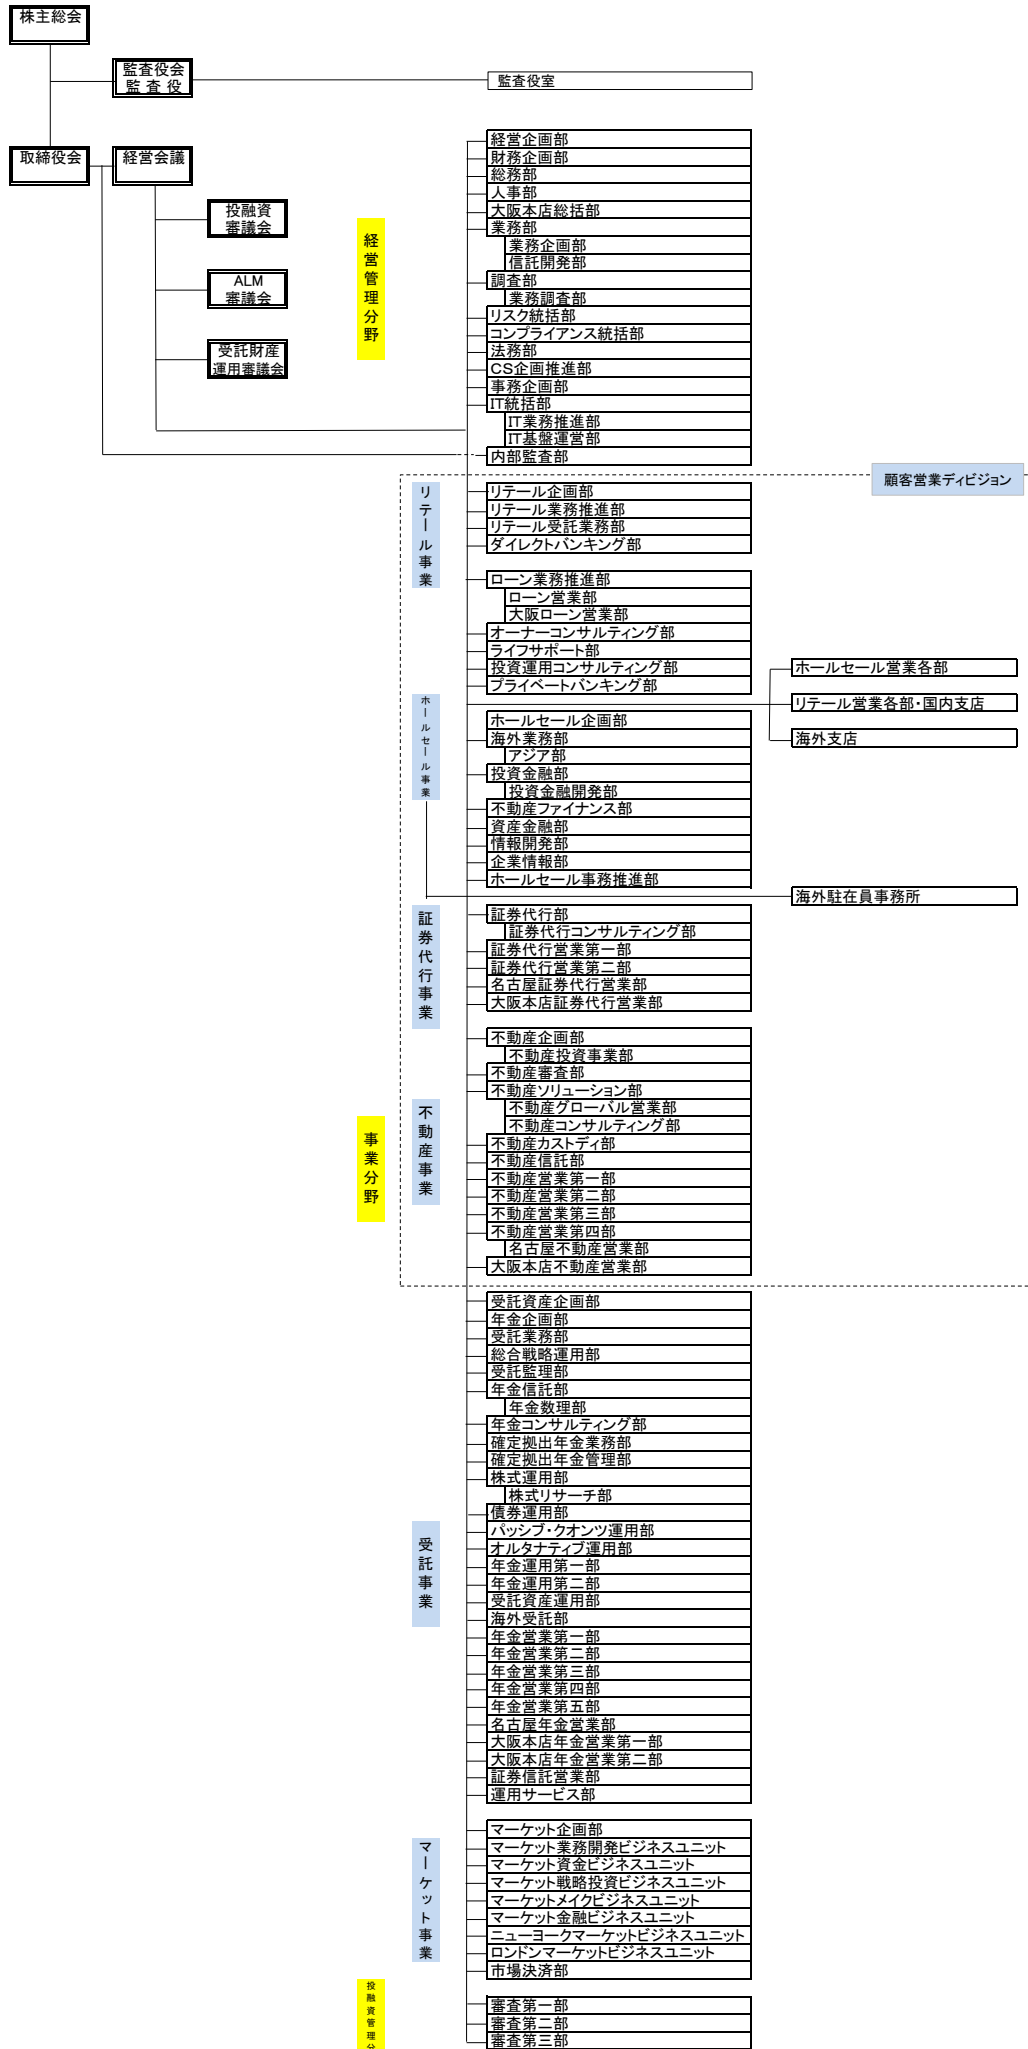 株主総会
監査役会
監 査 役
監査役室
取締役会
経営会議
投融資
審議会
ALM
審議会
受託財産
運用審議会
経営管理分野
経営企画部
財務企画部
総務部
人事部
大阪本店総括部
業務部
業務企画部
信託開発部
調査部
業務調査部
リスク統括部
コンプライアンス統括部
法務部
CS企画推進部
事務企画部
IT統括部
IT業務推進部
IT基盤運営部
内部監査部
顧客営業ディビジョン
リテール事業
リテール企画部
リテール業務推進部
リテール受託業務部
ダイレクトバンキング部
ローン業務推進部
ローン営業部
大阪ローン営業部
オーナーコンサルティング部
ライフサポート部
投資運用コンサルティング部
プライベートバンキング部
ホールセール営業各部
リテール営業各部・国内支店
海外支店
ホールセール事業
ホールセール企画部
海外業務部
アジア部
投資金融部
投資金融開発部
不動産ファイナンス部
資産金融部
情報開発部
企業情報部
ホールセール事務推進部
海外駐在員事務所
証券代行事業
証券代行部
証券代行コンサルティング部
証券代行営業第一部
証券代行営業第二部
名古屋証券代行営業部
大阪本店証券代行営業部
事業分野
不動産事業
不動産企画部
不動産投資事業部
不動産審査部
不動産ソリューション部
不動産グローバル営業部
不動産コンサルティング部
不動産カストディ部
不動産信託部
不動産営業第一部
不動産営業第二部
不動産営業第三部
不動産営業第四部
名古屋不動産営業部
大阪本店不動産営業部
受託事業
受託資産企画部
年金企画部
受託業務部
総合戦略運用部
受託監理部
年金信託部
年金数理部
年金コンサルティング部
確定拠出年金業務部
確定拠出年金管理部
株式運用部
株式リサーチ部
債券運用部
パッシブ・クオンツ運用部
オルタナティブ運用部
年金運用第一部
年金運用第二部
受託資産運用部
海外受託部
年金営業第一部
年金営業第二部
年金営業第三部
年金営業第四部
年金営業第五部
名古屋年金営業部
大阪本店年金営業第一部
大阪本店年金営業第二部
証券信託営業部
運用サービス部
マーケット事業
マーケット企画部
マーケット業務開発ビジネスユニット
マーケット資金ビジネスユニット
マーケット戦略投資ビジネスユニット
マーケットメイクビジネスユニット
マーケット金融ビジネスユニット
ニューヨークマーケットビジネスユニット
ロンドンマーケットビジネスユニット
市場決済部
投融資管理分
審査第一部
審査第二部
審査第三部